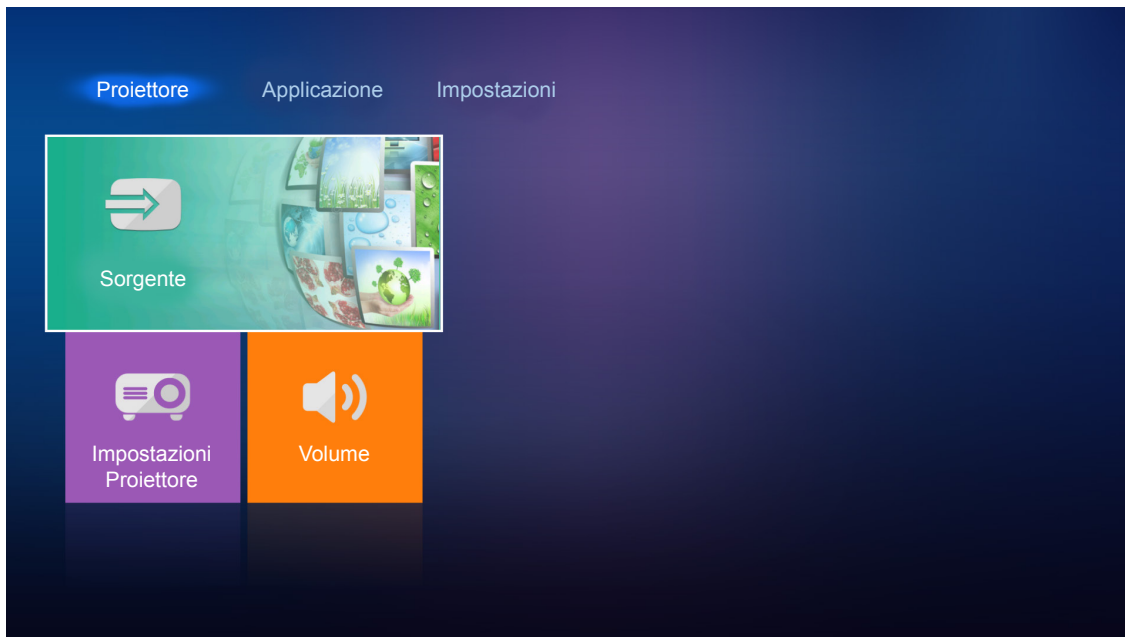 Proiettore Applicazione Impostazioni
Sorgente
Impostazioni
Proiettore
Volume